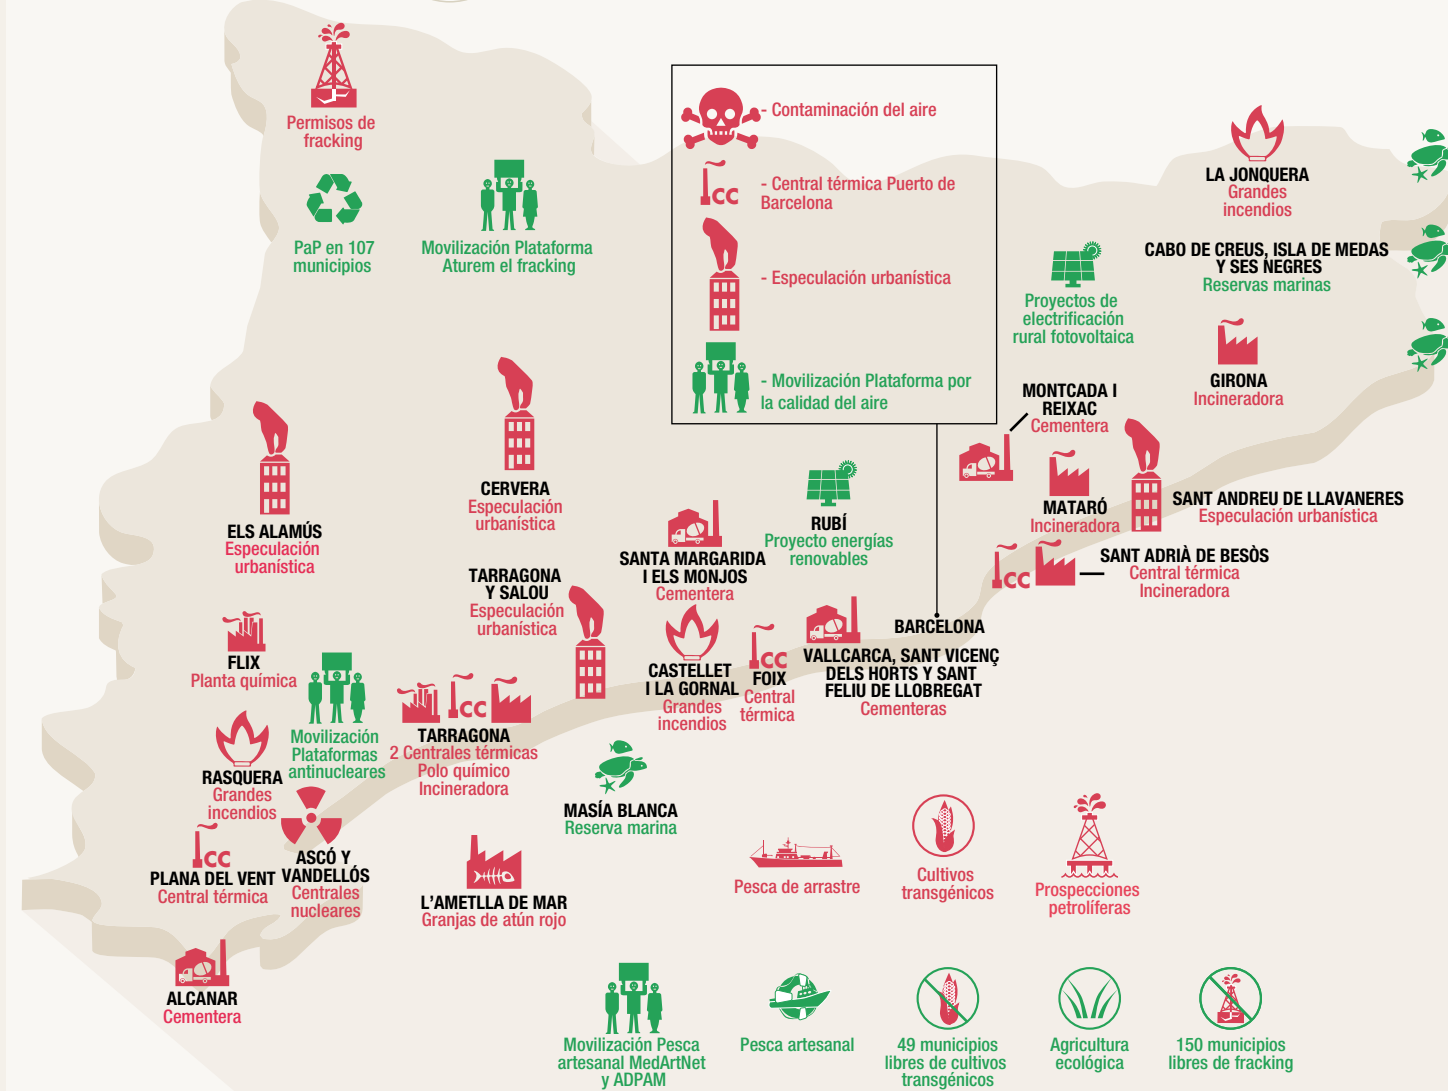 Permisos de
fracking
PaP en 107
municipios
Movilización Plataforma
Aturem el fracking
- Contaminación del aire
CC
- Central térmica Puerto de
Barcelona
- Especulación urbanística
- Movilización Plataforma por
la calidad del aire
LA JONQUERA
Grandes
incendios
CABO DE CREUS, ISLA DE MEDAS
Y SES NEGRES
Reservas marinas
Proyectos de
electrificación
rural fotovoltaica
GIRONA
Incineradora
MONTCADA I
REIXAC
Cementera
MATARÓ
Incineradora
SANT ANDREU DE LLAVANERES
Especulación urbanística
CC
SANT ADRIÀ DE BESÒS
Central térmica
Incineradora
ELS ALAMÚS
Especulación
urbanística
CERVERA
Especulación
urbanística
RUBÍ
Proyecto energías
renovables
SANTA MARGARIDA
I ELS MONJOS
Cementera
TARRAGONA
Y SALOU
Especulación
urbanística
BARCELONA
VALLCARCA, SANT VICENÇ
DELS HORTS Y SANT
FELIU DE LLOBREGAT
Cementeras
CASTELLET
I LA GORNAL
Grandes
incendios
CC
FOIX
Central
térmica
FLIX
Planta química
Movilización
Plataformas
antinucleares
CC
TARRAGONA
2 Centrales térmicas
Polo químico
Incineradora
RASQUERA
Grandes
incendios
MASÍA BLANCA
Reserva marina
CC
PLANA DEL VENT
Central térmica
ASCÓ Y
VANDELLÓS
Centrales
nucleares
L'AMETLLA DE MAR
Granjas de atún rojo
Pesca de arrastre
Cultivos
transgénicos
Prospecciones
petrolíferas
ALCANAR
Cementera
Movilización Pesca
artesanal MedArtNet
y ADPAM
Pesca artesanal
49 municipios
libres de cultivos
transgénicos
Agricultura
ecológica
150 municipios
libres de fracking